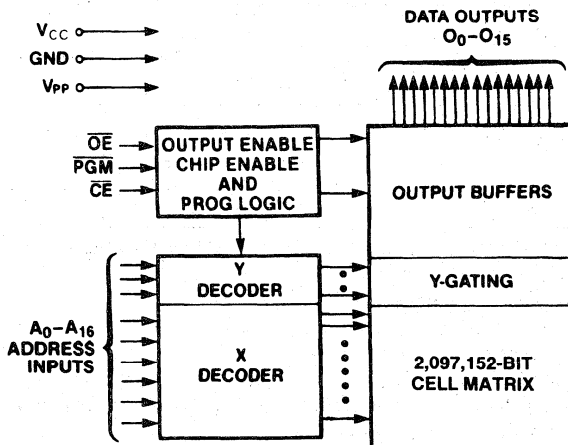 VCC
GND
VPP
DATA OUTPUTS
O0–O15
OE
PGM
CE
OUTPUT ENABLE
CHIP ENABLE
AND
PROG LOGIC
OUTPUT BUFFERS
Y
DECODER
Y-GATING
A0–A16
ADDRESS
INPUTS
X
DECODER
2,097,152-BIT
CELL MATRIX